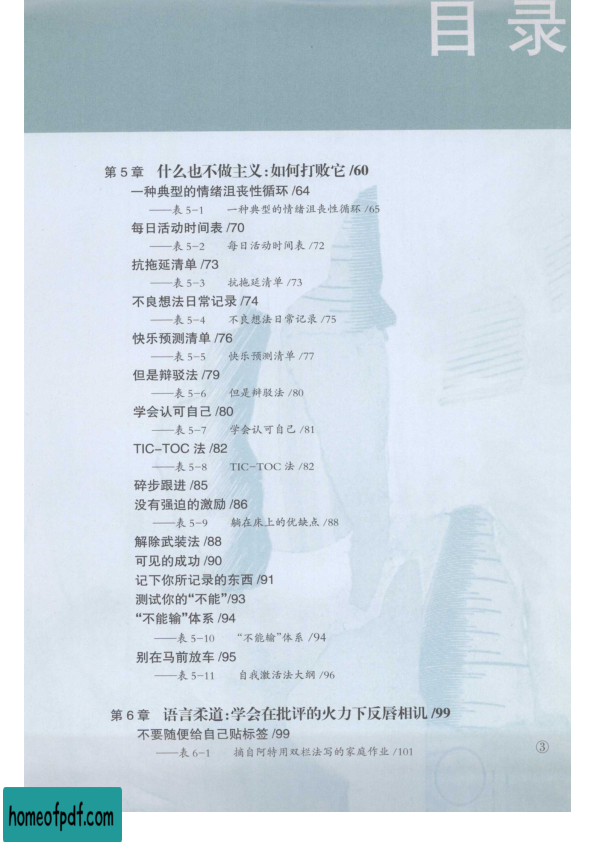 目录
第5章 什么也不做主义:如何打败它 /60
一种典型的情绪沮丧性循环 /64
——表 5-1 一种典型的情绪沮丧性循环 /65
每日活动时间表 /70
——表 5-2 每日活动时间表 /72
抗拖延清单 /73
——表 5-3 抗拖延清单 /73
不良想法日常记录 /74
——表 5-4 不良想法日常记录 /75
快乐预测清单 /76
——表 5-5 快乐预测清单 /77
但是辩驳法 /79
——表 5-6 但是辩驳法 /80
学会认可自己 /80
——表 5-7 学会认可自己 /81
TIC-TOC 法 /82
——表 5-8 TIC-TOC 法 /82
碎步跟进 /85
没有强迫的激励 /86
——表 5-9 躺在床上的优缺点 /88
解除武装法 /88
可见的成功 /90
记下你所记录的东西 /91
测试你的“不能”/93
“不能输”体系 /94
——表 5-10 “不能输”体系 /94
别在马前放车 /95
——表 5-11 自我激活法大纲 /96
第6章 语言柔道:学会在批评的火力下反唇相讥 /99
不要随便给自己贴标签 /99
——表 6-1 摘自阿特用双栏法写的家庭作业 /101
③
homeofpdf.com